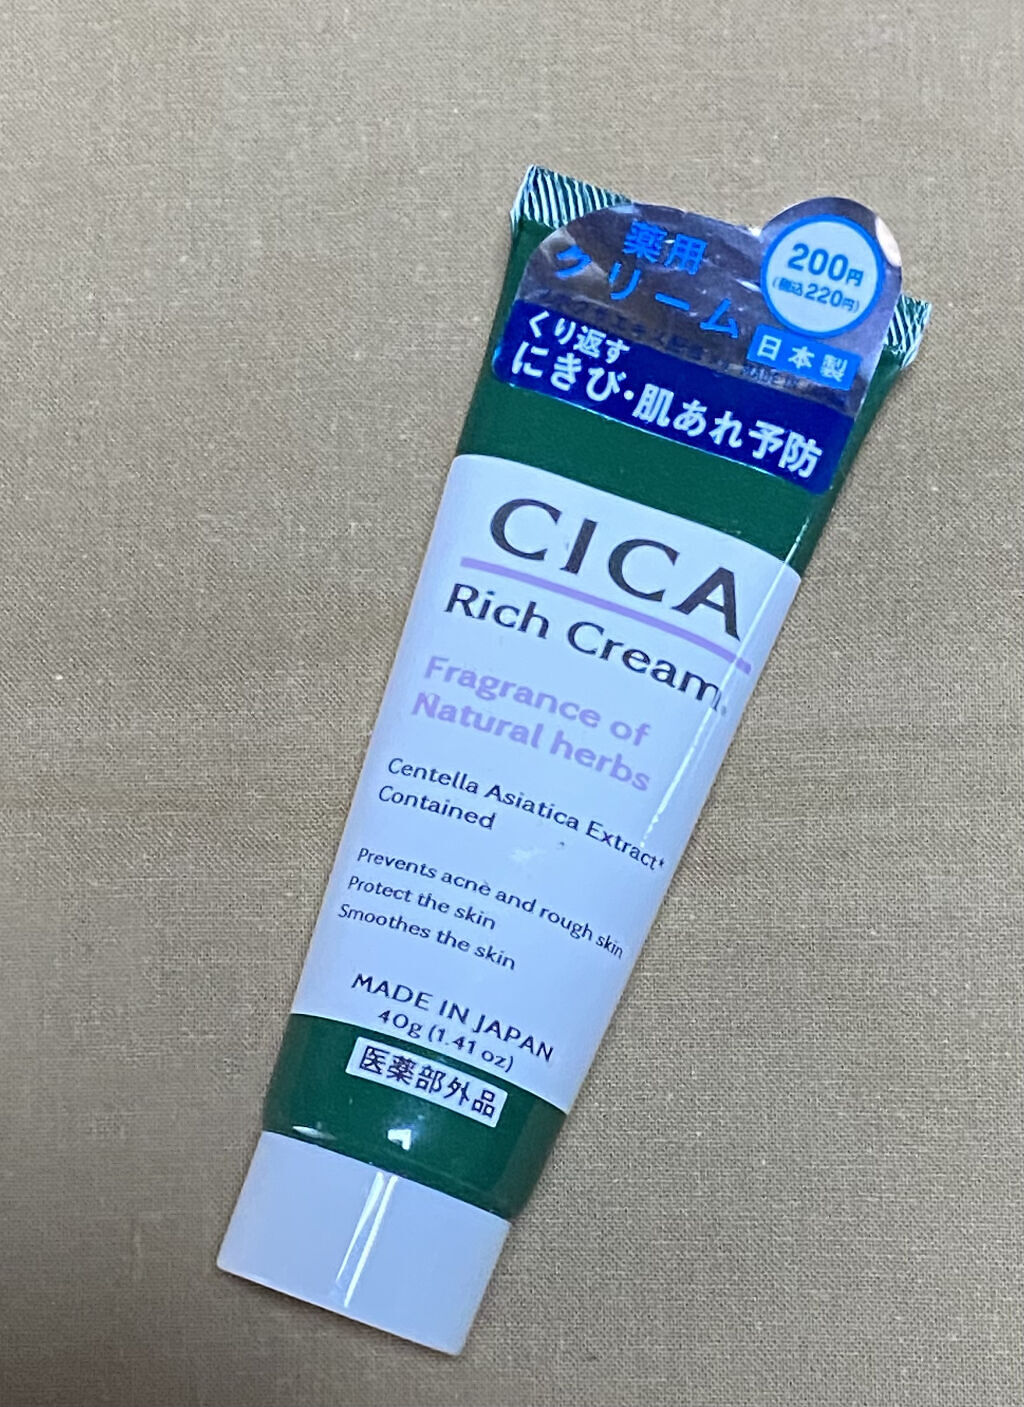 薬用
クリーム
200円
(税込220円)
日本製
くり返す
にきび・肌あれ予防
CICA
Rich Cream.
Fragrance of
Natural herbs
Centella Asiatica Extract*
Contained
Prevents acne and rough skin
Protect the skin
Smoothes the skin
MADE IN JAPAN
40g (1.41 oz)
医薬部外品